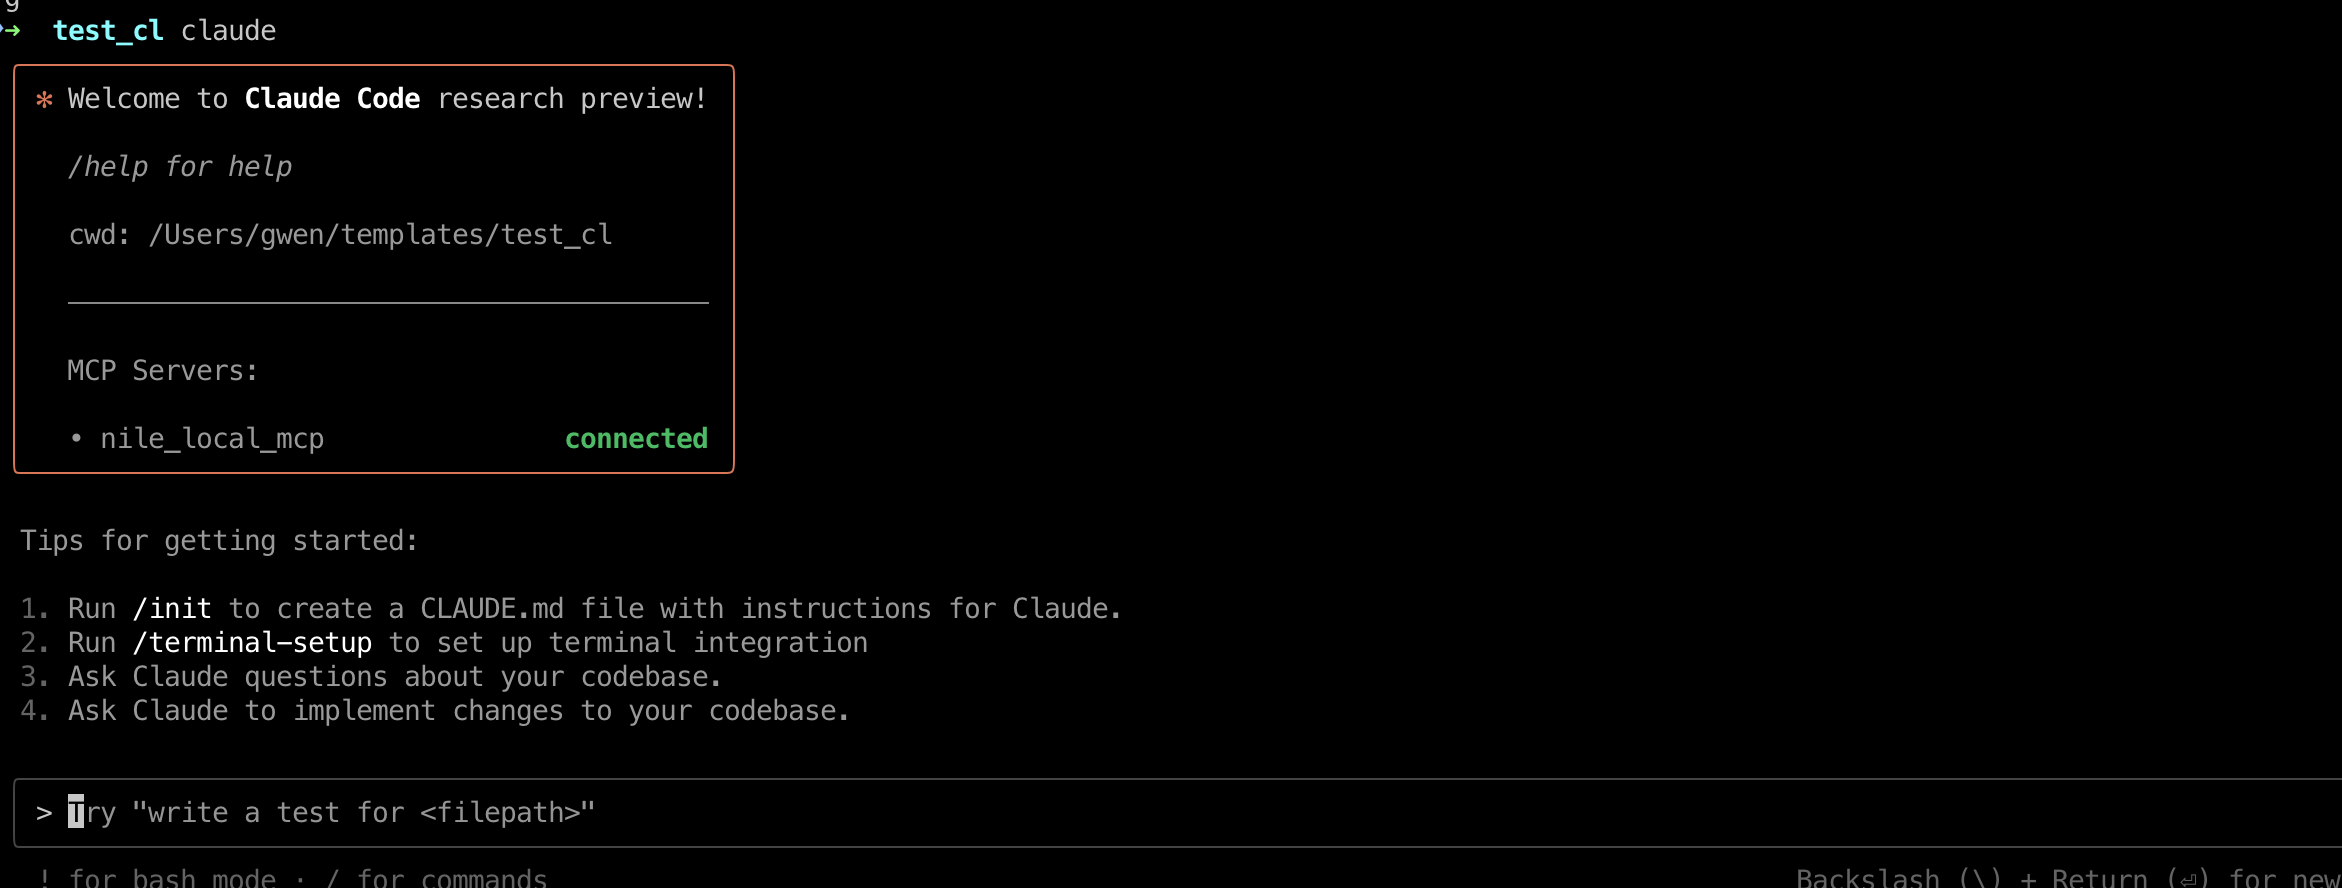 g
➜ test_cl claude
✻ Welcome to Claude Code research preview!
/help for help
cwd: /Users/gwen/templates/test_cl
MCP Servers:
• nile_local_mcp connected
Tips for getting started:
1. Run /init to create a CLAUDE.md file with instructions for Claude.
2. Run /terminal-setup to set up terminal integration
3. Ask Claude questions about your codebase.
4. Ask Claude to implement changes to your codebase.
> Try "write a test for <filepath>"
! for bash mode · / for commands Backslash (\) + Return (⏎) for new